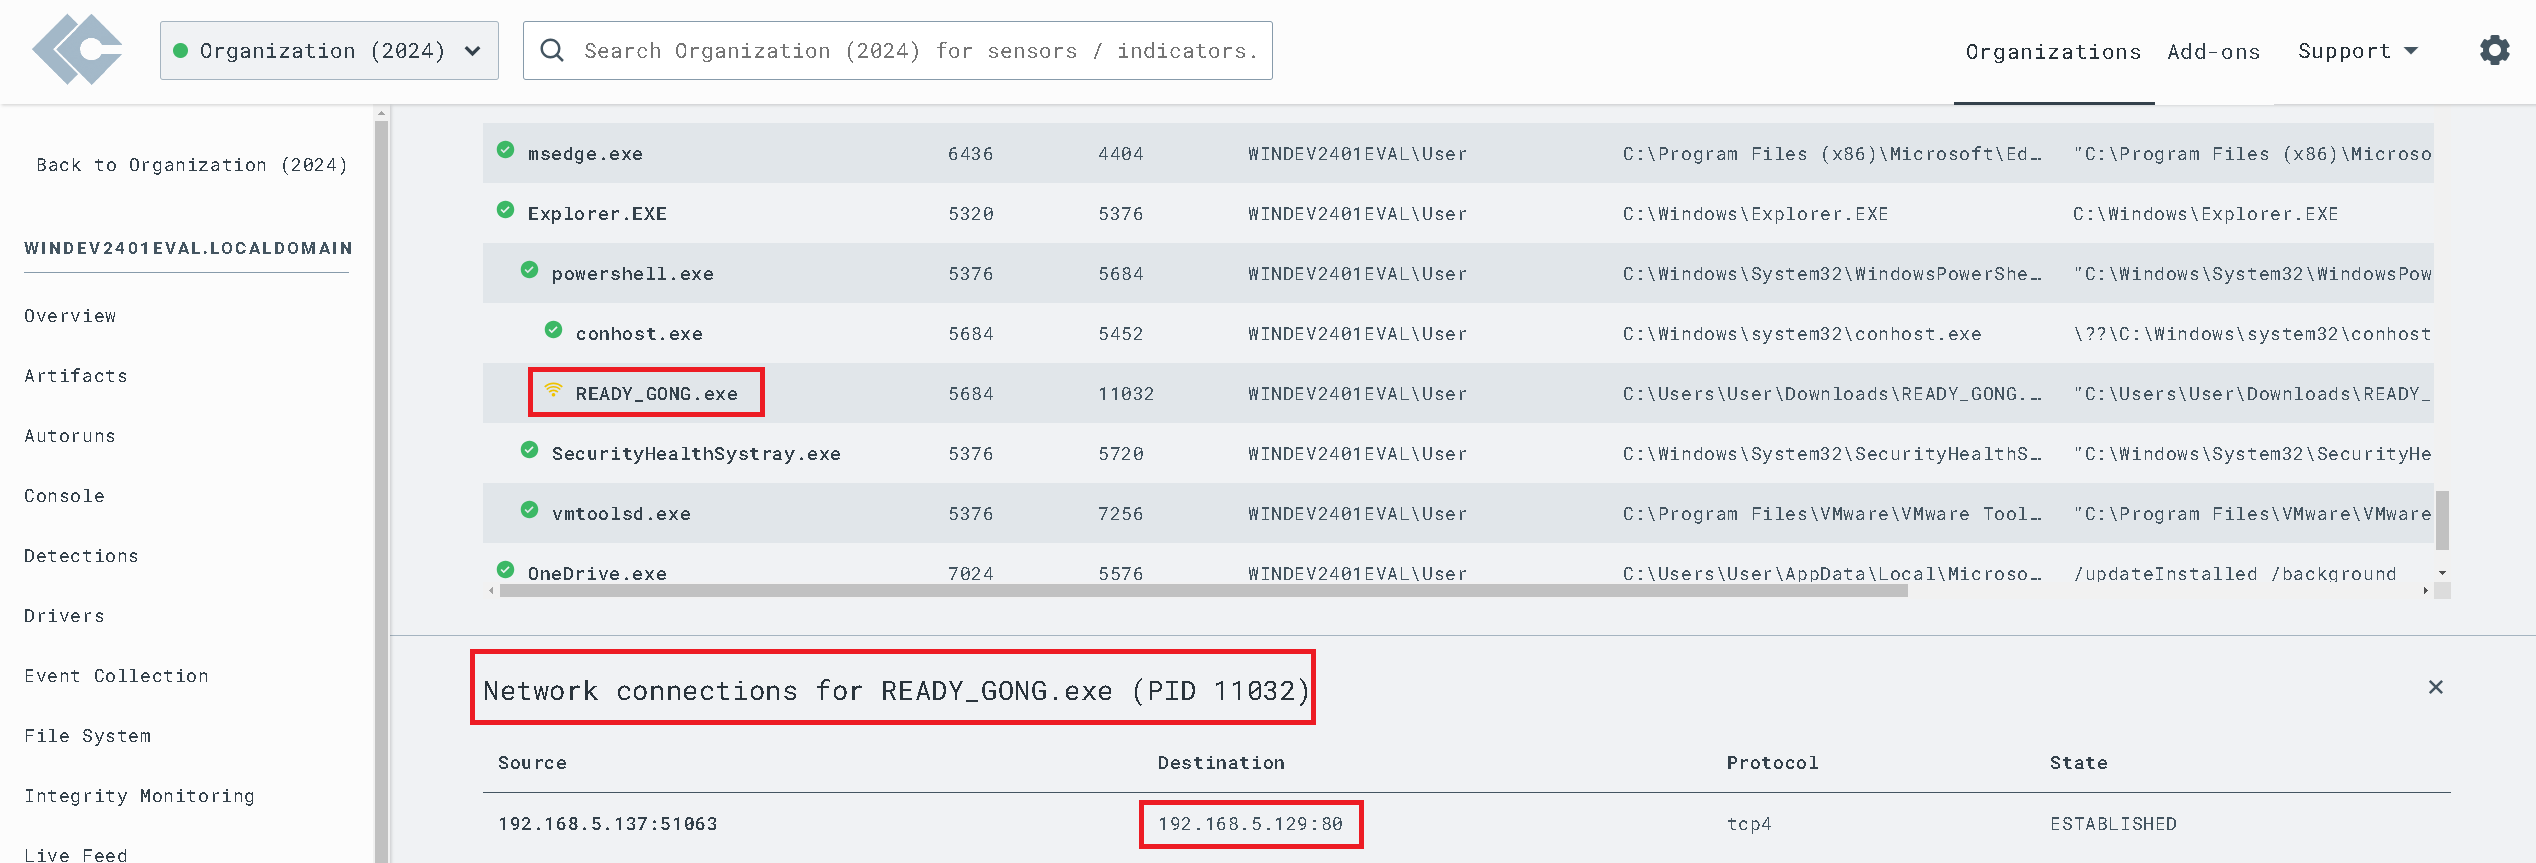 Organization (2024)
Search Organization (2024) for sensors / indicators.
Organizations
Add-ons
Support
Back to Organization (2024)
WINDEV2401EVAL.LOCALDOMAIN
Overview
Artifacts
Autoruns
Console
Detections
Drivers
Event Collection
File System
Integrity Monitoring
Live Feed
msedge.exe 6436 4404 WINDEV2401EVAL\User C:\Program Files (x86)\Microsoft\Ed… "C:\Program Files (x86)\Microso
Explorer.EXE 5320 5376 WINDEV2401EVAL\User C:\Windows\Explorer.EXE C:\Windows\Explorer.EXE
powershell.exe 5376 5684 WINDEV2401EVAL\User C:\Windows\System32\WindowsPowerShe… "C:\Windows\System32\WindowsPow
conhost.exe 5684 5452 WINDEV2401EVAL\User C:\Windows\system32\conhost.exe \??\C:\Windows\system32\conhost
READY_GONG.exe 5684 11032 WINDEV2401EVAL\User C:\Users\User\Downloads\READY_GONG.… "C:\Users\User\Downloads\READY_
SecurityHealthSystray.exe 5376 5720 WINDEV2401EVAL\User C:\Windows\System32\SecurityHealthS… "C:\Windows\System32\SecurityHe
vmtoolsd.exe 5376 7256 WINDEV2401EVAL\User C:\Program Files\VMware\VMware Tool… "C:\Program Files\VMware\VMware
OneDrive.exe 7024 5576 WINDEV2401EVAL\User C:\Users\User\AppData\Local\Microso… /updateInstalled /background
Network connections for READY_GONG.exe (PID 11032)
Source Destination Protocol State
192.168.5.137:51063 192.168.5.129:80 tcp4 ESTABLISHED